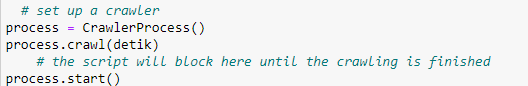 # set up a crawler
process = CrawlerProcess()
process.crawl(detik)
# the script will block here until the crawling is finished
process.start()